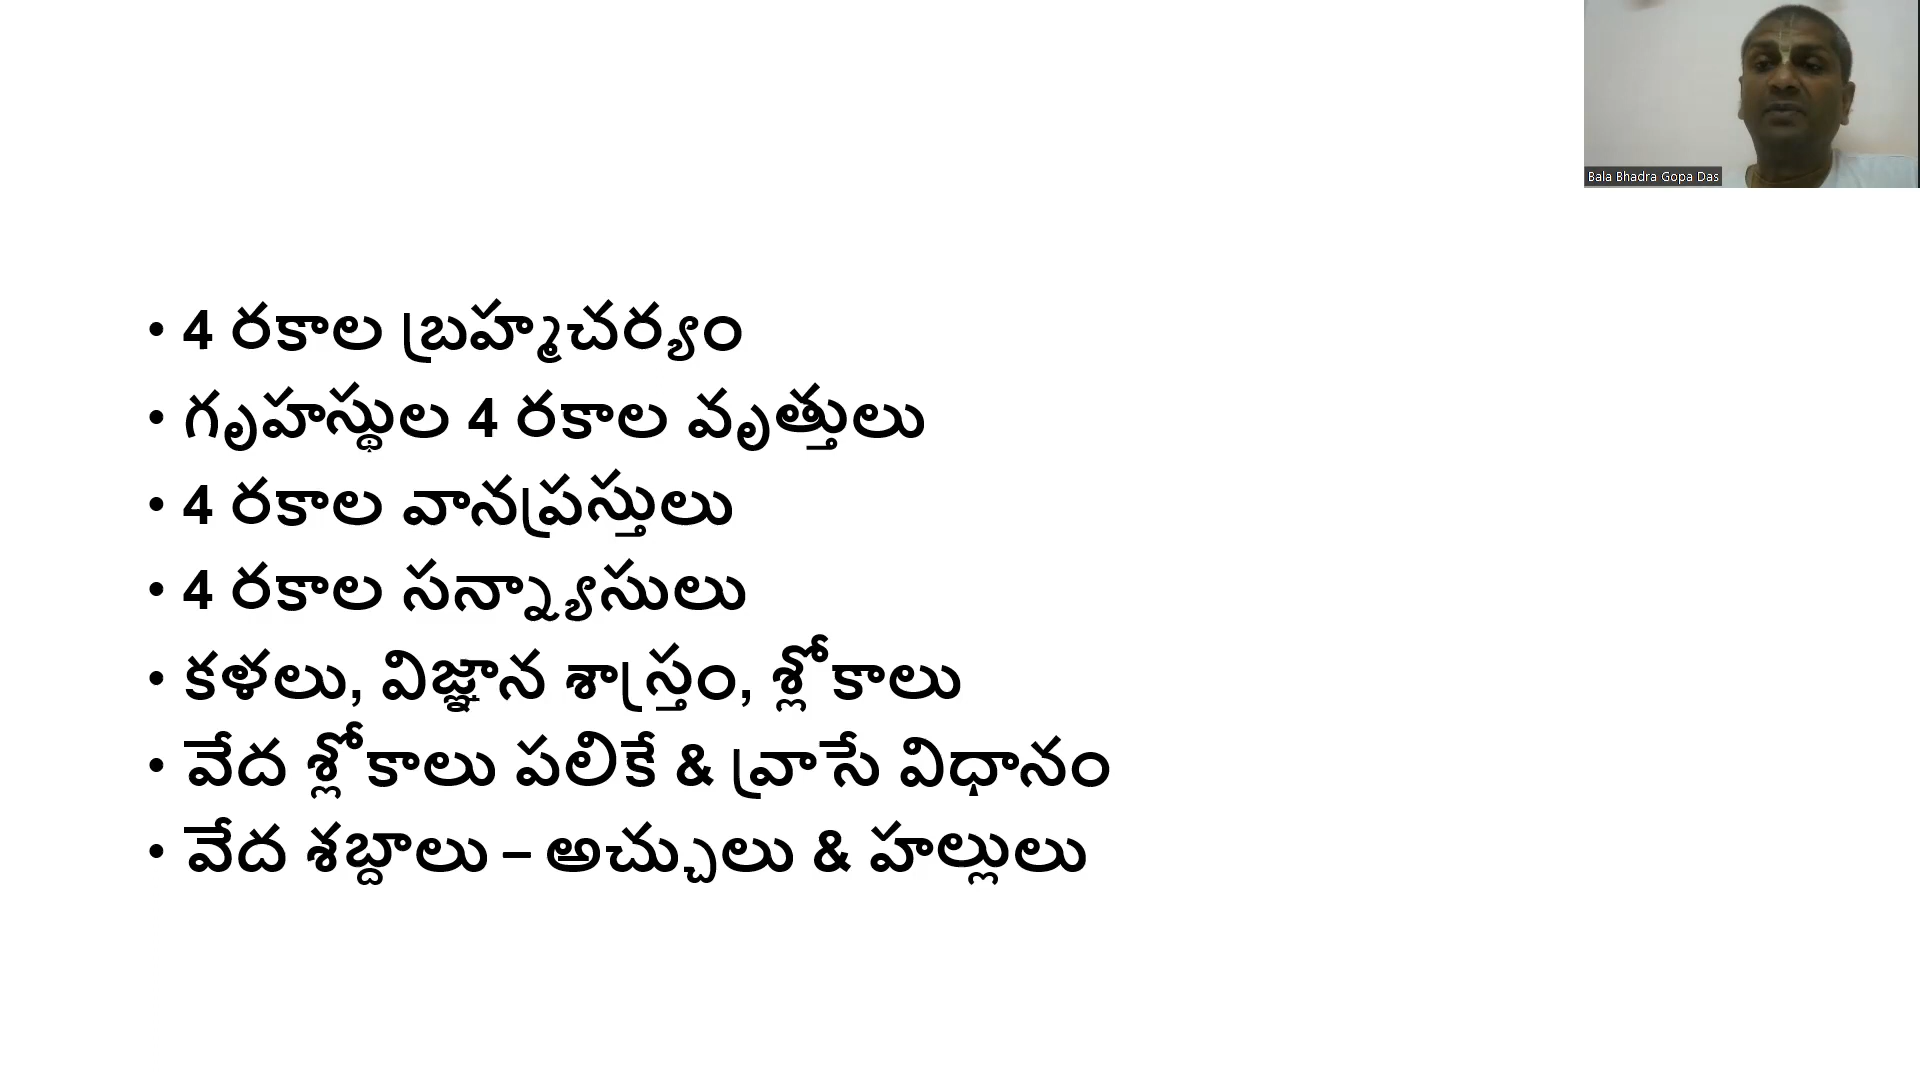 Bala Bhadra Gopa Das
• 4 రకాల బ్రహ్మచర్యం
• గృహస్థుల 4 రకాల వృత్తులు
• 4 రకాల వానప్రస్తులు
• 4 రకాల సన్న్యాసులు
• కళలు, విజ్ఞాన శాస్త్రం, శ్లోకాలు
• వేద శ్లోకాలు పలికే & వ్రాసే విధానం
• వేద శబ్దాలు – అచ్చులు & హల్లులు